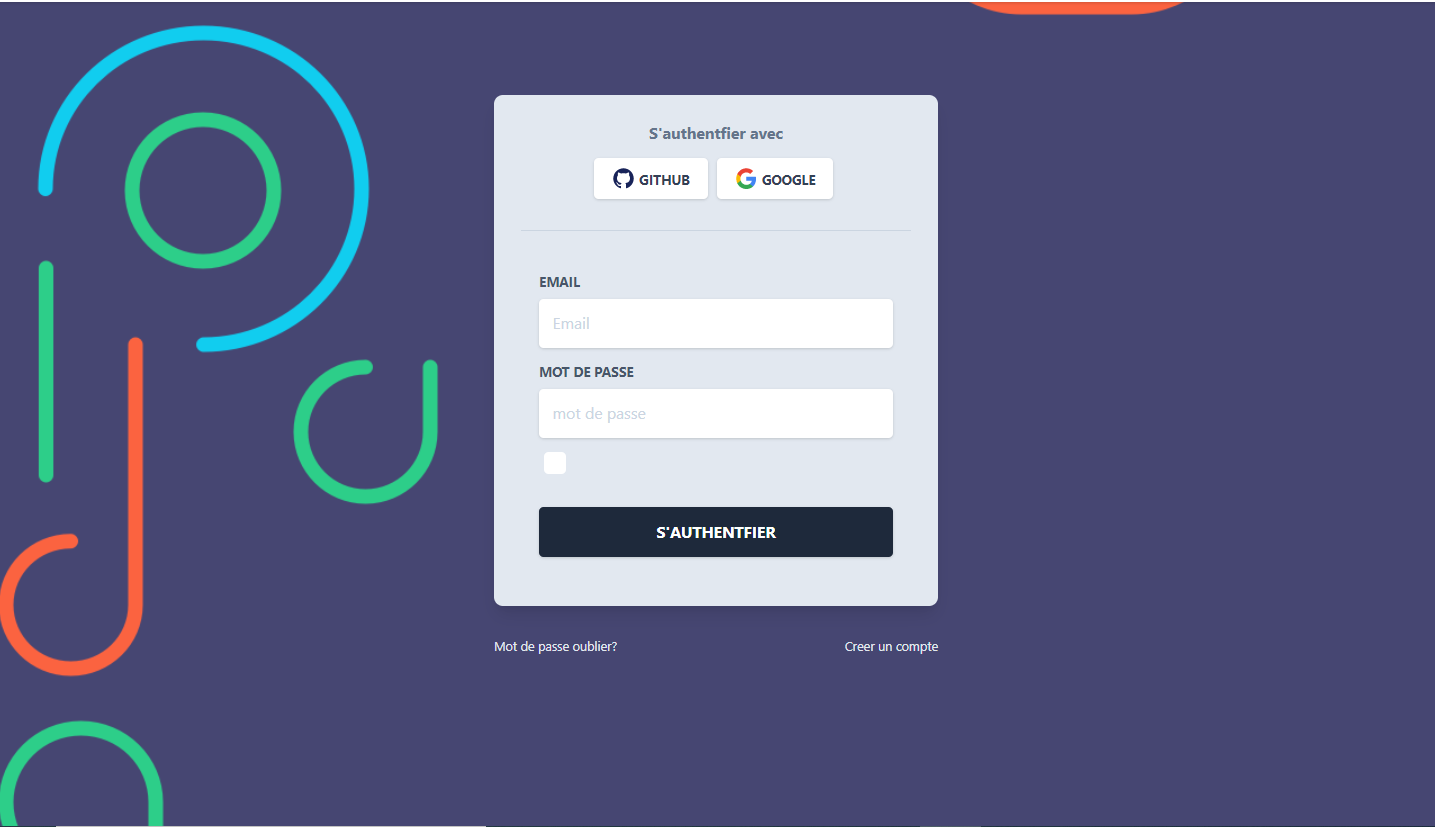 S'authentfier avec
GITHUB GOOGLE
EMAIL
Email
MOT DE PASSE
mot de passe
S'AUTHENTFIER
Mot de passe oublier? Creer un compte